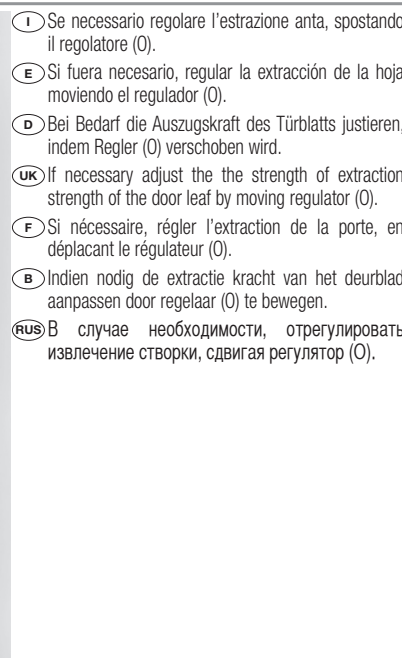 I Se necessario regolare l'estrazione anta, spostando
il regolatore (O).
E Si fuera necesario, regular la extracción de la hoja
moviendo el regulador (O).
D Bei Bedarf die Auszugskraft des Türblatts justieren,
indem Regler (O) verschoben wird.
UK If necessary adjust the the strength of extraction
strength of the door leaf by moving regulator (O).
F Si nécessaire, régler l'extraction de la porte, en
déplacant le régulateur (O).
B Indien nodig de extractie kracht van het deurblad
aanpassen door regelaar (O) te bewegen.
RUS В случае необходимости, отрегулировать
извлечение створки, сдвигая регулятор (O).